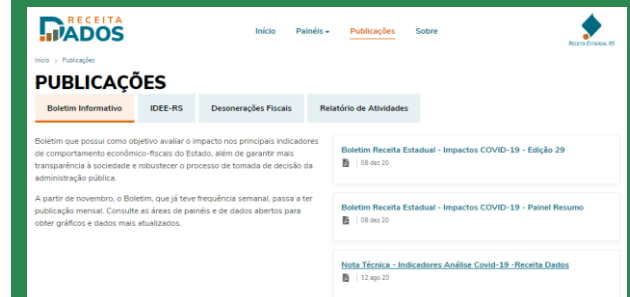 RECEITA
DADOS
Início Painéis Publicações Sobre
RECEITA ESTADUAL RS
Início > Publicações
PUBLICAÇÕES
Boletim Informativo IDEE-RS Desonerações Fiscais Relatório de Atividades
Boletim que possui como objetivo avaliar o impacto nos principais indicadores
de comportamento econômico-fiscais do Estado, além de garantir mais
transparência à sociedade e robustecer o processo de tomada de decisão da
administração pública.
A partir de novembro, o Boletim, que já teve frequência semanal, passa a ter
publicação mensal. Consulte as áreas de painéis e de dados abertos para
obter gráficos e dados mais atualizados.
Boletim Receita Estadual - Impactos COVID-19 - Edição 29
08 dez 20
Boletim Receita Estadual - Impactos COVID-19 - Painel Resumo
08 dez 20
Nota Técnica - Indicadores Análise Covid-19 -Receita Dados
12 ago 20